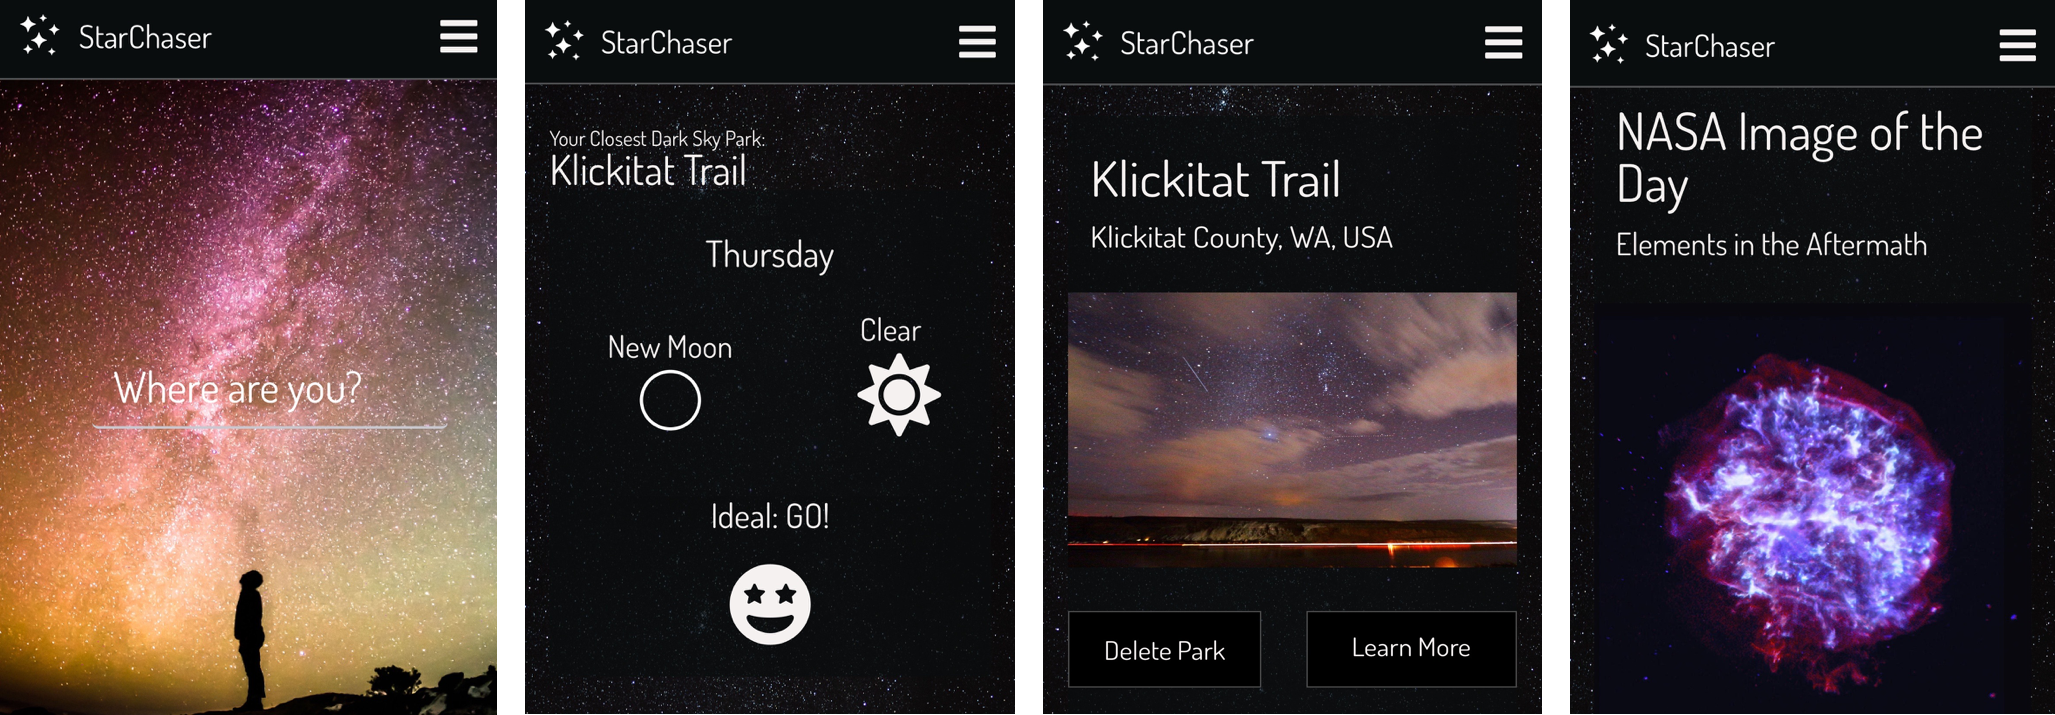 StarChaser
Where are you?
StarChaser
Your Closest Dark Sky Park:
Klickitat Trail
Thursday
New Moon
Clear
Ideal: GO!
StarChaser
Klickitat Trail
Klickitat County, WA, USA
Delete Park
Learn More
StarChaser
NASA Image of the
Day
Elements in the Aftermath